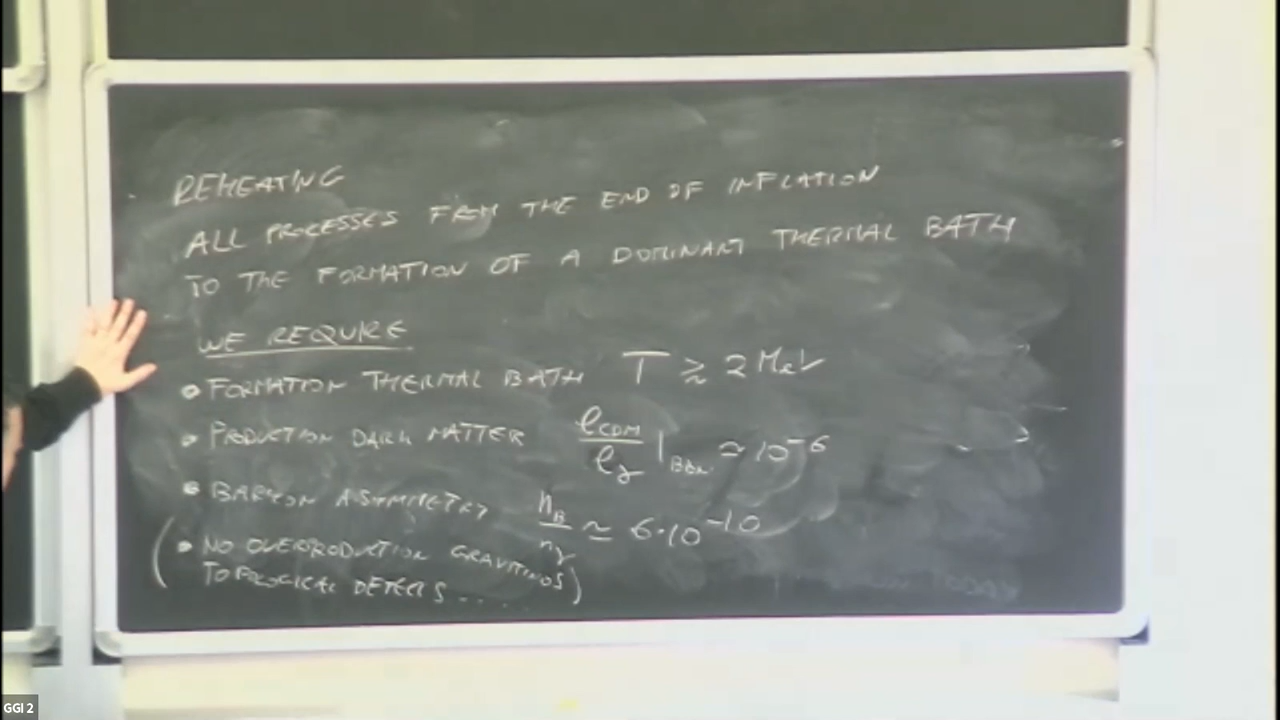 REHEATING
ALL PROCESSES FROM THE END OF INFLATION
TO THE FORMATION OF A DOMINANT THERMAL BATH
WE REQUIRE
• FORMATION THERMAL BATH T ≳ 2 MeV
• PRODUCTION DARK MATTER ρCDM/ργ |BBN ≃ 10^-6
• BARYON ASYMMETRY nB/nγ ≃ 6·10^-10
(• NO OVERPRODUCTION GRAVITINOS
TOPOLOGICAL DEFECTS .....)
GGI 2